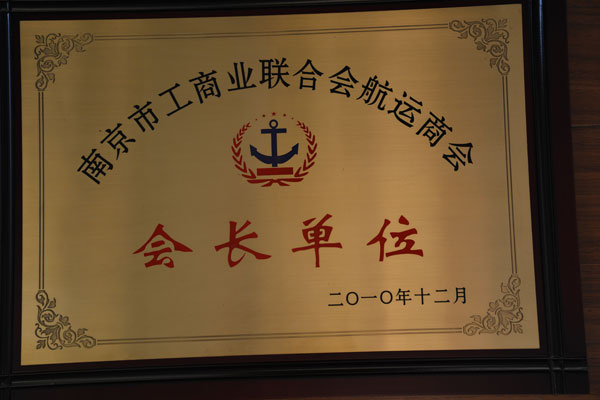 南京市工商业联合会航运商会
会长单位
二〇一〇年十二月